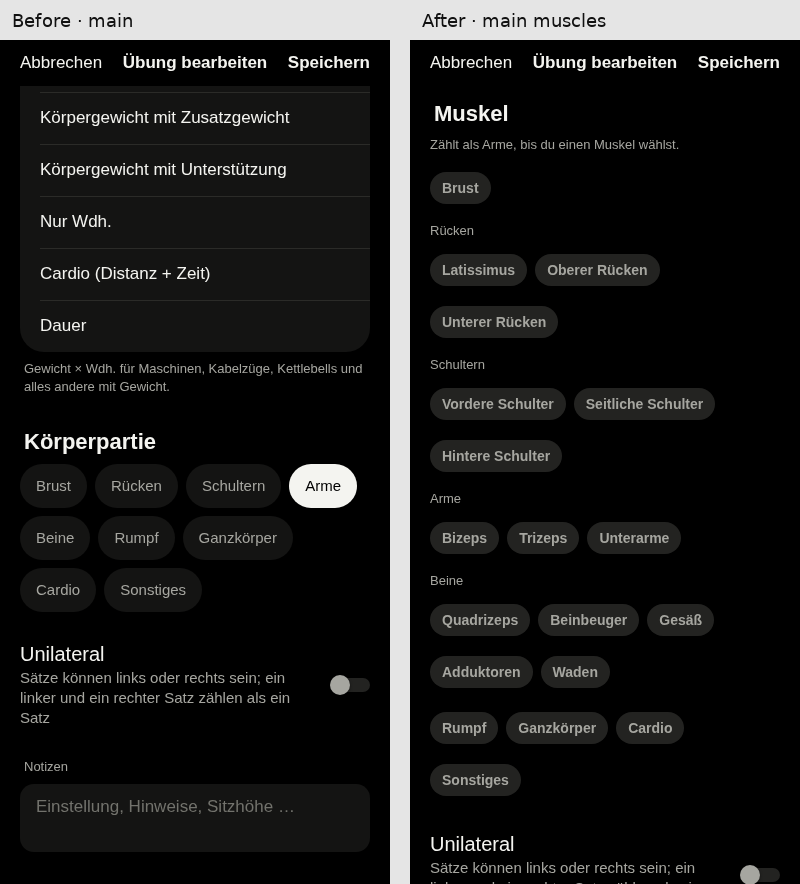 Before · main
Abbrechen Übung bearbeiten Speichern
Körpergewicht mit Zusatzgewicht
Körpergewicht mit Unterstützung
Nur Wdh.
Cardio (Distanz + Zeit)
Dauer
Gewicht × Wdh. für Maschinen, Kabelzüge, Kettlebells und
alles andere mit Gewicht.
Körperpartie
Brust Rücken Schultern Arme
Beine Rumpf Ganzkörper
Cardio Sonstiges
Unilateral
Sätze können links oder rechts sein; ein
linker und ein rechter Satz zählen als ein
Satz
Notizen
Einstellung, Hinweise, Sitzhöhe …
After · main muscles
Abbrechen Übung bearbeiten Speichern
Muskel
Zählt als Arme, bis du einen Muskel wählst.
Brust
Rücken
Latissimus Oberer Rücken
Unterer Rücken
Schultern
Vordere Schulter Seitliche Schulter
Hintere Schulter
Arme
Bizeps Trizeps Unterarme
Beine
Quadrizeps Beinbeuger Gesäß
Adduktoren Waden
Rumpf Ganzkörper Cardio
Sonstiges
Unilateral
Sätze können links oder rechts sein; ein